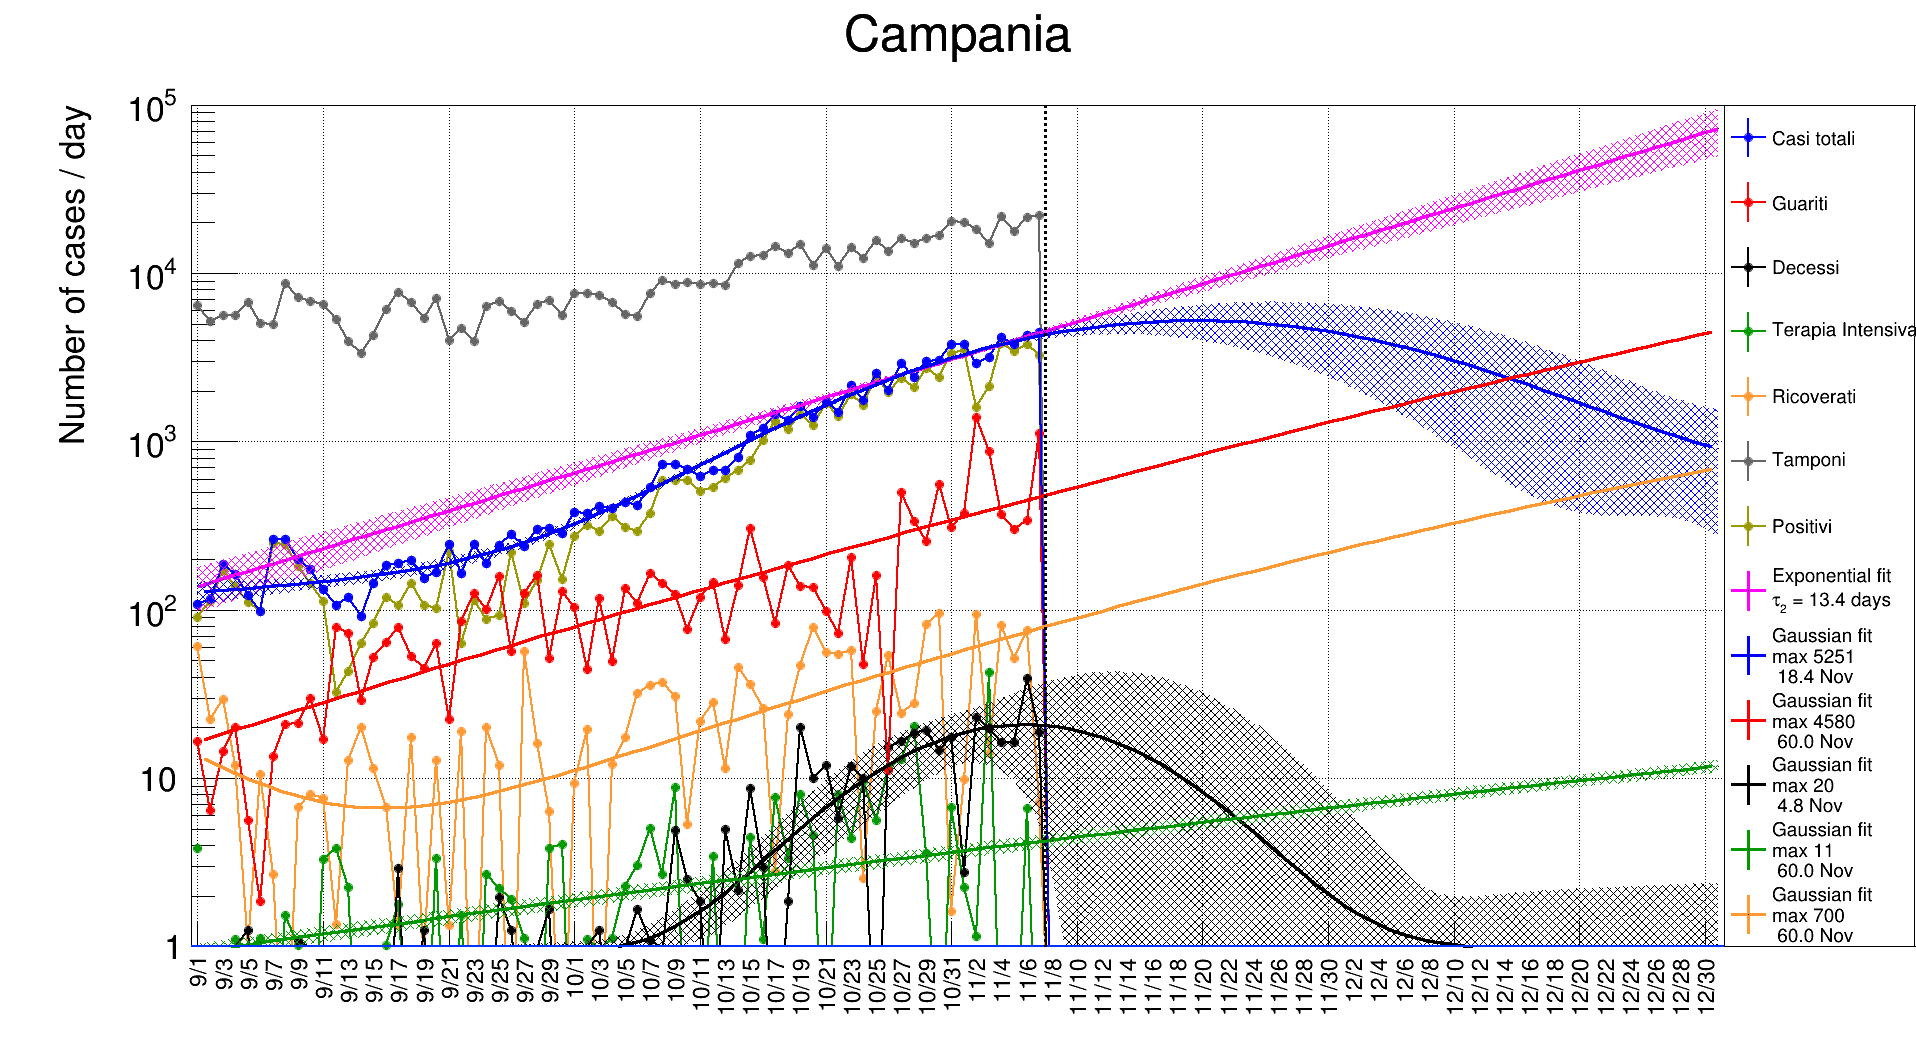 Campania
Number of cases / day
10^5
10^4
10^3
10^2
10
1
9/1
9/3
9/5
9/7
9/9
9/11
9/13
9/15
9/17
9/19
9/21
9/23
9/25
9/27
9/29
10/1
10/3
10/5
10/7
10/9
10/11
10/13
10/15
10/17
10/19
10/21
10/23
10/25
10/27
10/29
10/31
11/2
11/4
11/6
11/8
11/10
11/12
11/14
11/16
11/18
11/20
11/22
11/24
11/26
11/28
11/30
12/2
12/4
12/6
12/8
12/10
12/12
12/14
12/16
12/18
12/20
12/22
12/24
12/26
12/28
12/30
Casi totali
Guariti
Decessi
Terapia Intensiva
Ricoverati
Tamponi
Positivi
Exponential fit
τ₂ = 13.4 days
Gaussian fit
max 5251
18.4 Nov
Gaussian fit
max 4580
60.0 Nov
Gaussian fit
max 20
4.8 Nov
Gaussian fit
max 11
60.0 Nov
Gaussian fit
max 700
60.0 Nov